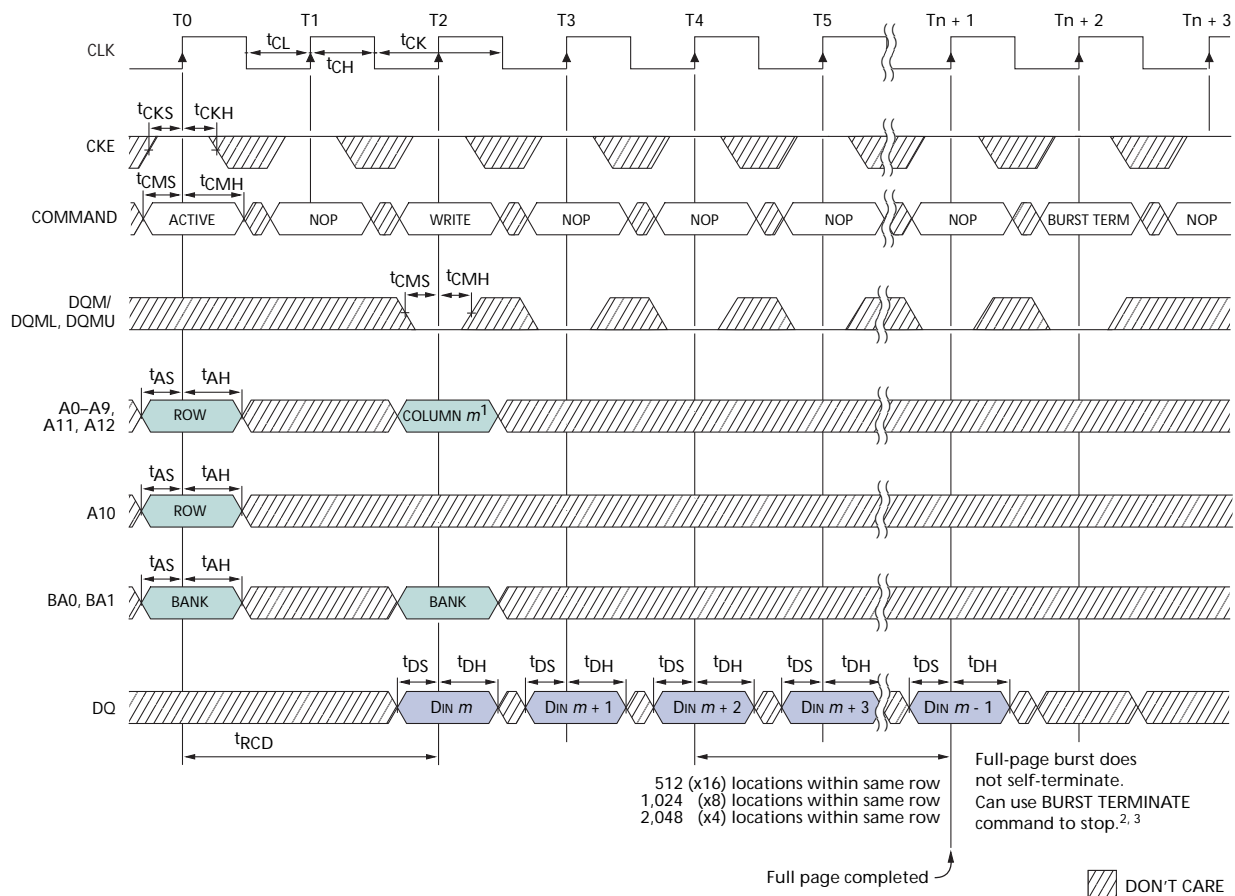 T0 T1 T2 T3 T4 T5 Tn + 1 Tn + 2 Tn + 3
CLK
tCL tCK
tCH
tCKS tCKH
CKE
tCMS tCMH
COMMAND ACTIVE NOP WRITE NOP NOP NOP NOP BURST TERM NOP
tCMS tCMH
DQM/
DQML, DQMU
tAS tAH
A0–A9,
A11, A12
ROW COLUMN m1
tAS tAH
A10 ROW
tAS tAH
BA0, BA1 BANK BANK
tDS tDH tDS tDH tDS tDH tDS tDH tDS tDH
DQ DIN m DIN m + 1 DIN m + 2 DIN m + 3 DIN m - 1
tRCD
512 (x16) locations within same row
1,024 (x8) locations within same row
2,048 (x4) locations within same row
Full-page burst does
not self-terminate.
Can use BURST TERMINATE
command to stop.2, 3
Full page completed
DON'T CARE